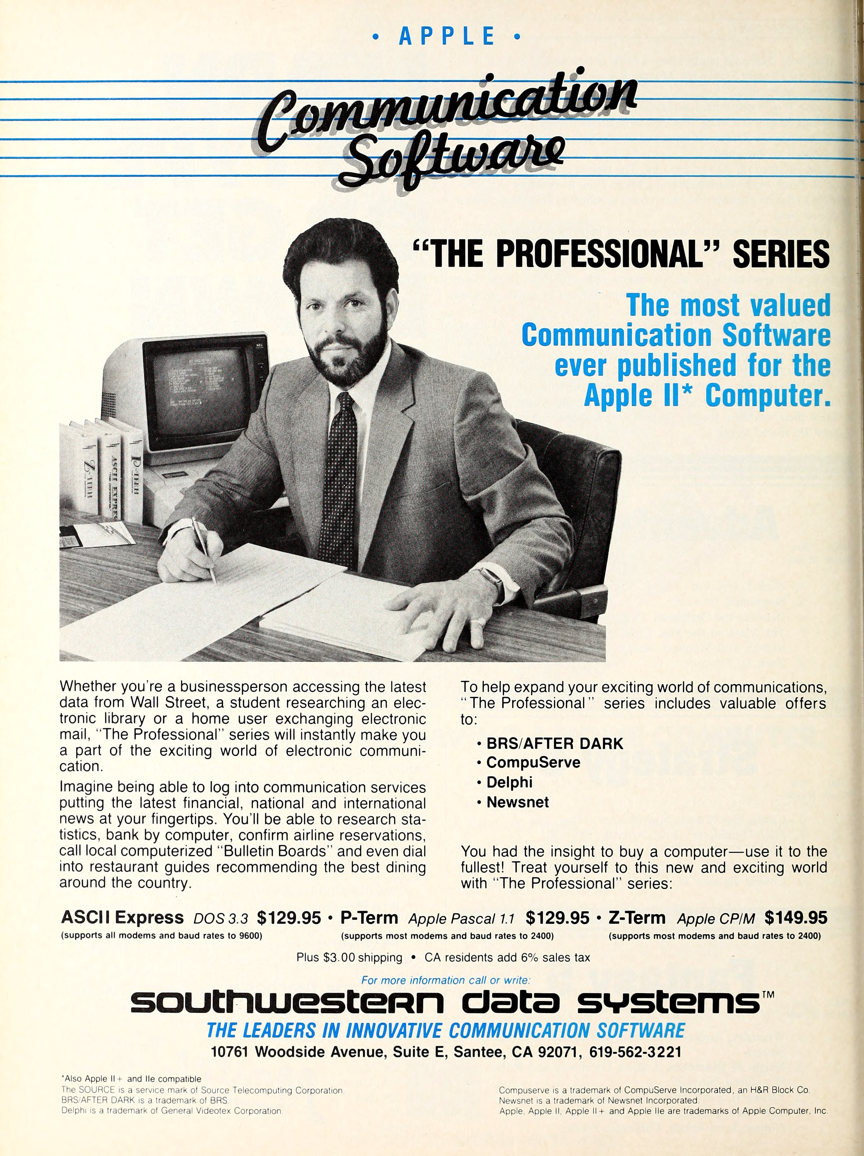 • APPLE •
Communication
Software
“THE PROFESSIONAL” SERIES
The most valued
Communication Software
ever published for the
Apple II* Computer.
Z-TERM
ASCII EXPRESS
P-TERM
Whether you’re a businessperson accessing the latest
data from Wall Street, a student researching an elec-
tronic library or a home user exchanging electronic
mail, “The Professional” series will instantly make you
a part of the exciting world of electronic communi-
cation.
Imagine being able to log into communication services
putting the latest financial, national and international
news at your fingertips. You’ll be able to research sta-
tistics, bank by computer, confirm airline reservations,
call local computerized “Bulletin Boards” and even dial
into restaurant guides recommending the best dining
around the country.
To help expand your exciting world of communications,
“The Professional” series includes valuable offers
to:
• BRS/AFTER DARK
• CompuServe
• Delphi
• Newsnet
You had the insight to buy a computer—use it to the
fullest! Treat yourself to this new and exciting world
with “The Professional” series:
ASCII Express DOS 3.3 $129.95 • P-Term Apple Pascal 1.1 $129.95 • Z-Term Apple CP/M $149.95
(supports all modems and baud rates to 9600) (supports most modems and baud rates to 2400) (supports most modems and baud rates to 2400)
Plus $3.00 shipping • CA residents add 6% sales tax
For more information call or write:
southwestern data systems™
THE LEADERS IN INNOVATIVE COMMUNICATION SOFTWARE
10761 Woodside Avenue, Suite E, Santee, CA 92071, 619-562-3221
*Also Apple II+ and IIe compatible
The SOURCE is a service mark of Source Telecomputing Corporation.
BRS/AFTER DARK is a trademark of BRS.
Delphi is a trademark of General Videotex Corporation.
Compuserve is a trademark of CompuServe Incorporated, an H&R Block Co.
Newsnet is a trademark of Newsnet Incorporated.
Apple, Apple II, Apple II+ and Apple IIe are trademarks of Apple Computer, Inc.